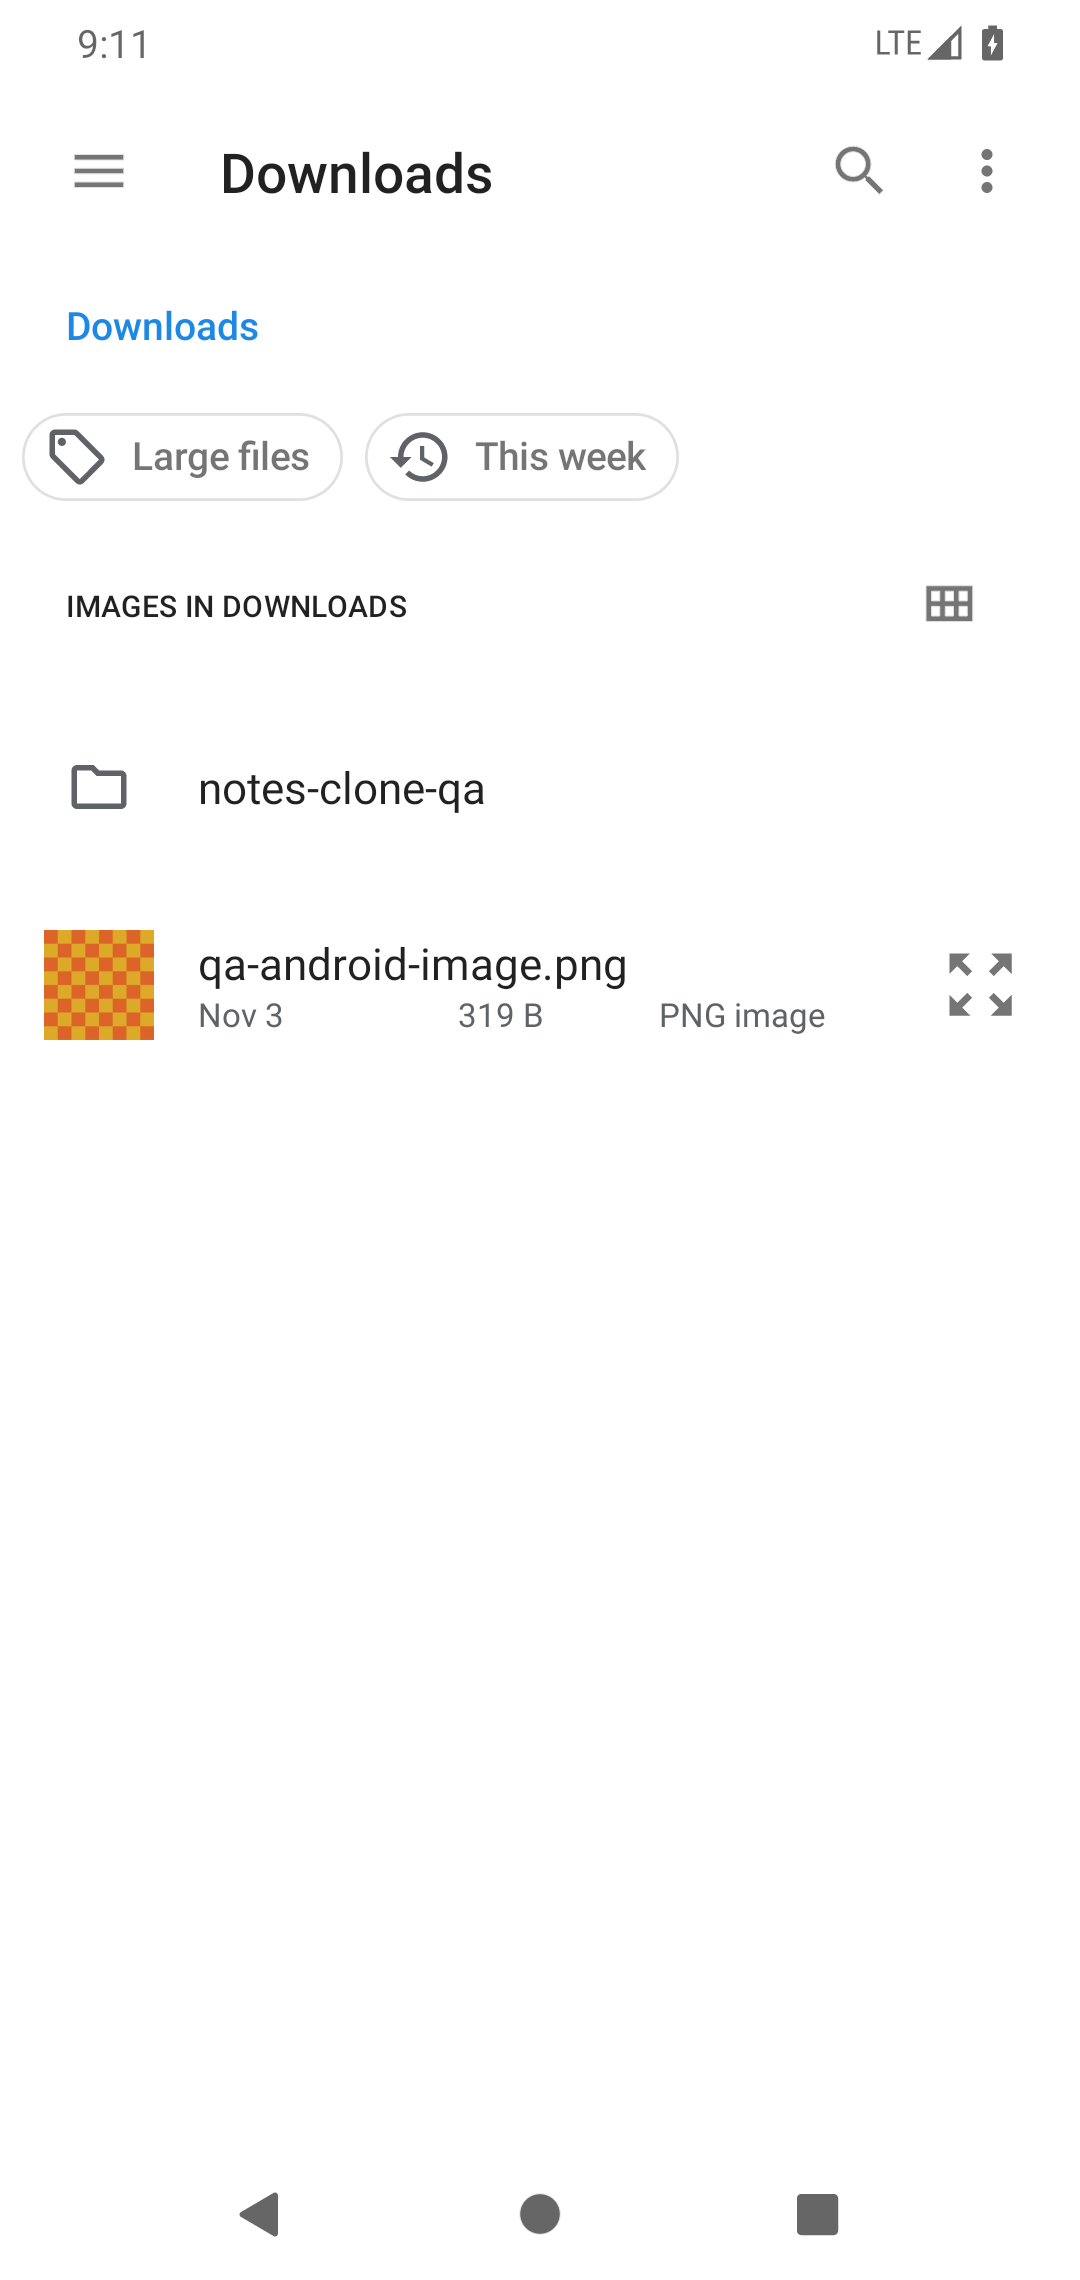 9:11
LTE
Downloads
Downloads
Large files
This week
IMAGES IN DOWNLOADS
notes-clone-qa
qa-android-image.png
Nov 3 319 B PNG image